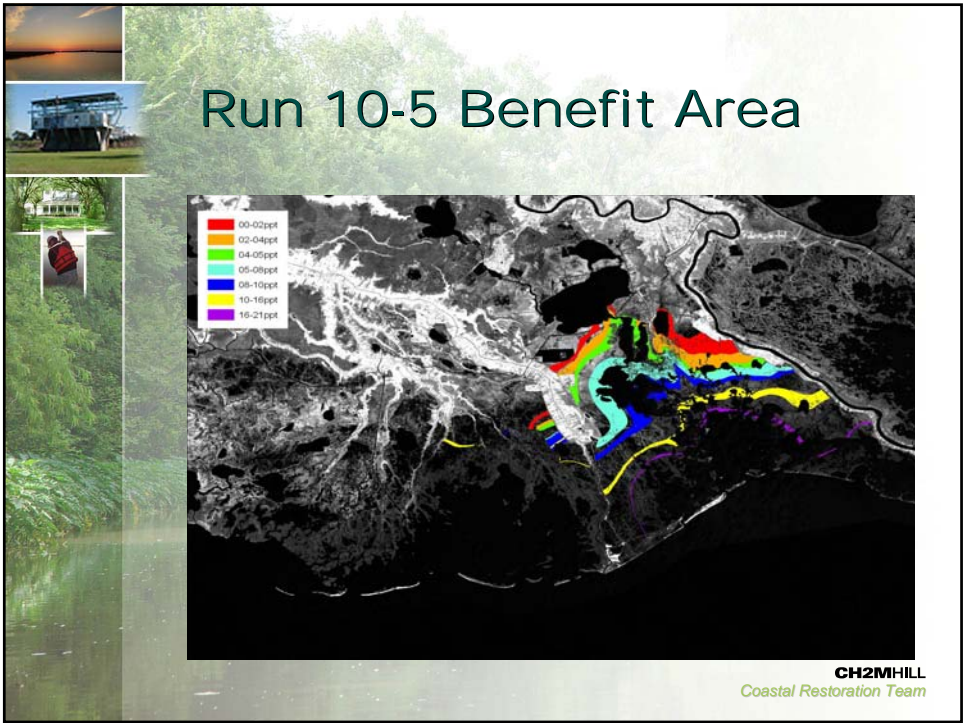 Run 10-5 Benefit Area
00-02ppt
02-04ppt
04-05ppt
05-08ppt
08-10ppt
10-16ppt
16-21ppt
CH2MHILL
Coastal Restoration Team